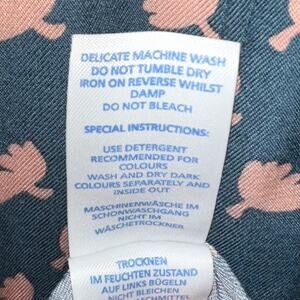 DELICATE MACHINE WASH
DO NOT TUMBLE DRY
IRON ON REVERSE WHILST
DAMP
DO NOT BLEACH
SPECIAL INSTRUCTIONS:
USE DETERGENT
RECOMMENDED FOR
COLOURS
WASH AND DRY DARK
COLOURS SEPARATELY AND
INSIDE OUT
MASCHINENWÄSCHE IM
SCHONWASCHGANG
NICHT IM
WÄSCHETROCKNER
TROCKNEN
IM FEUCHTEN ZUSTAND
AUF LINKS BÜGELN
NICHT BLEICHEN